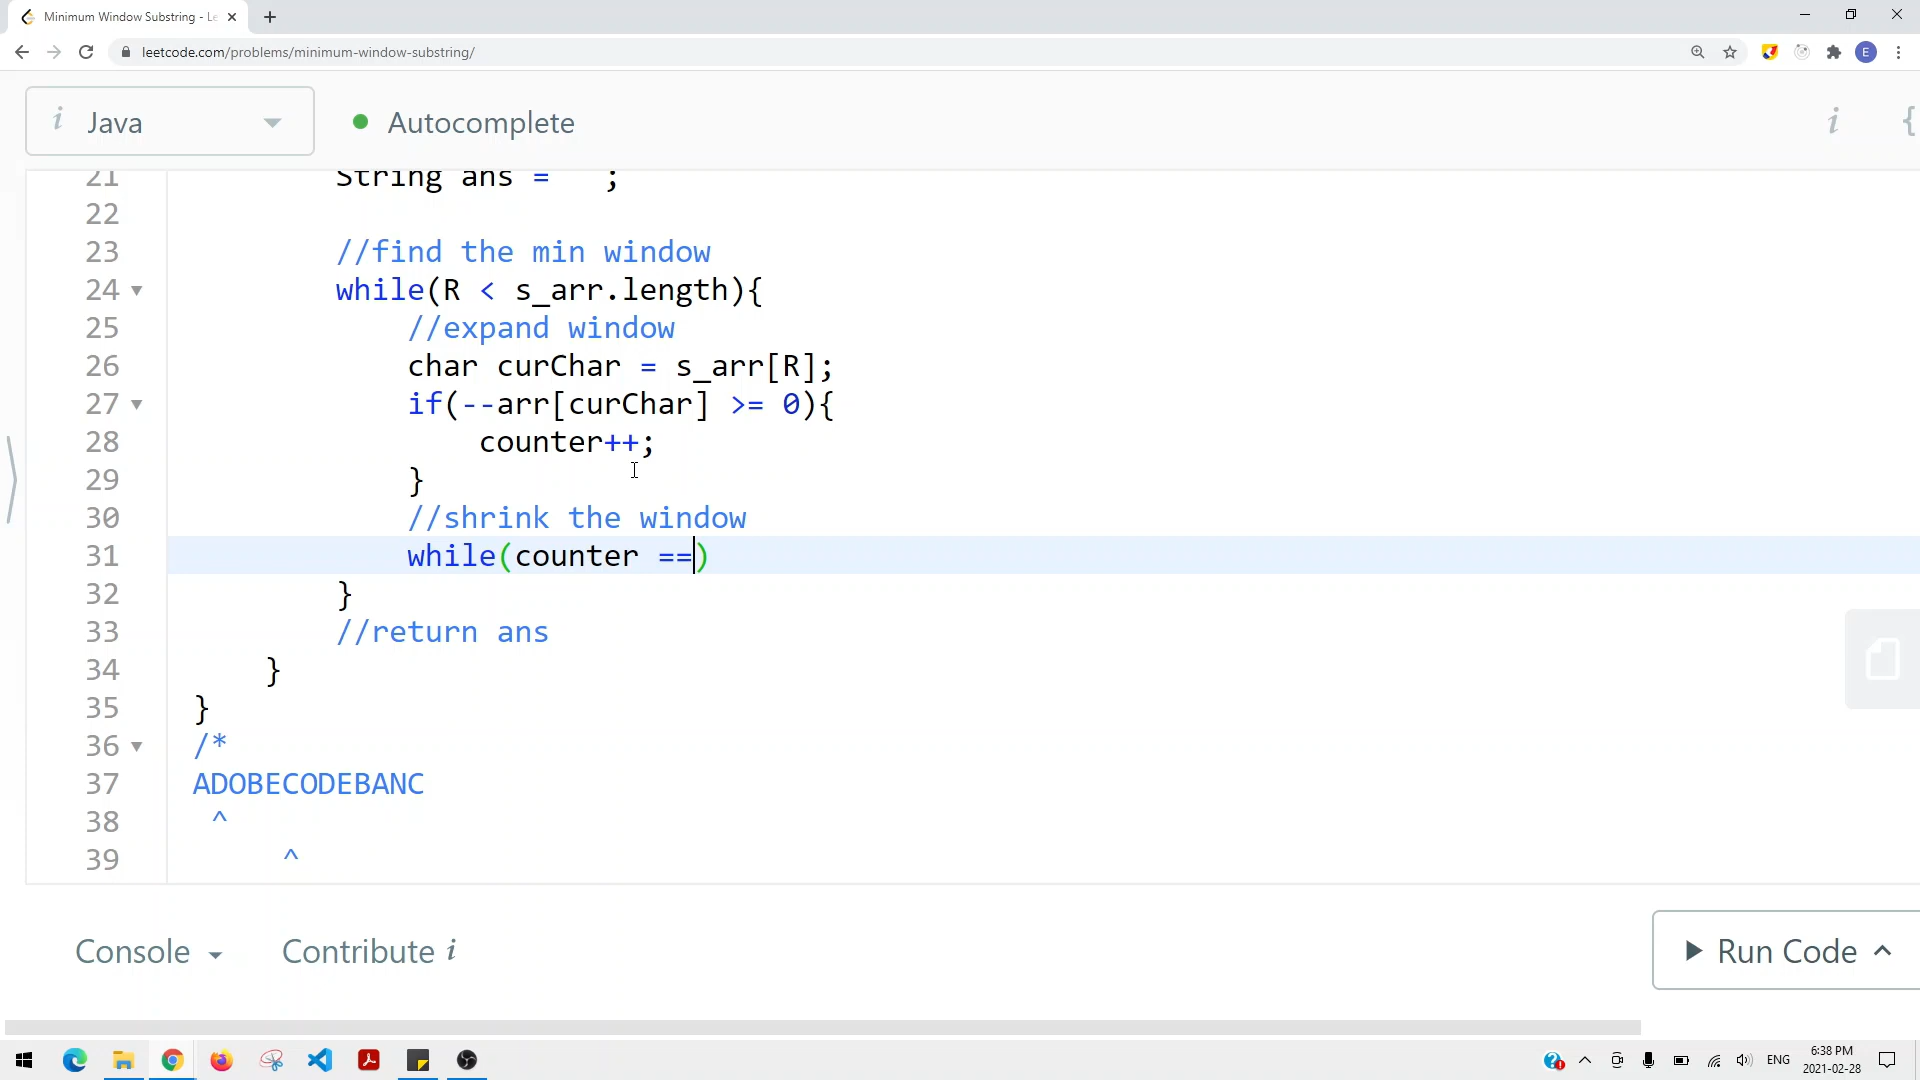 Minimum Window Substring - Le
leetcode.com/problems/minimum-window-substring/
E
i Java
Autocomplete
i {
21 String ans = ;
22
23 //find the min window
24 while(R < s_arr.length){
25 //expand window
26 char curChar = s_arr[R];
27 if(--arr[curChar] >= 0){
28 counter++;
29 }
30 //shrink the window
31 while(counter ==)
32 }
33 //return ans
34 }
35 }
36 /*
37 ADOBECODEBANC
38 ^
39 ^
Console
Contribute i
Run Code
ENG
6:38 PM
2021-02-28